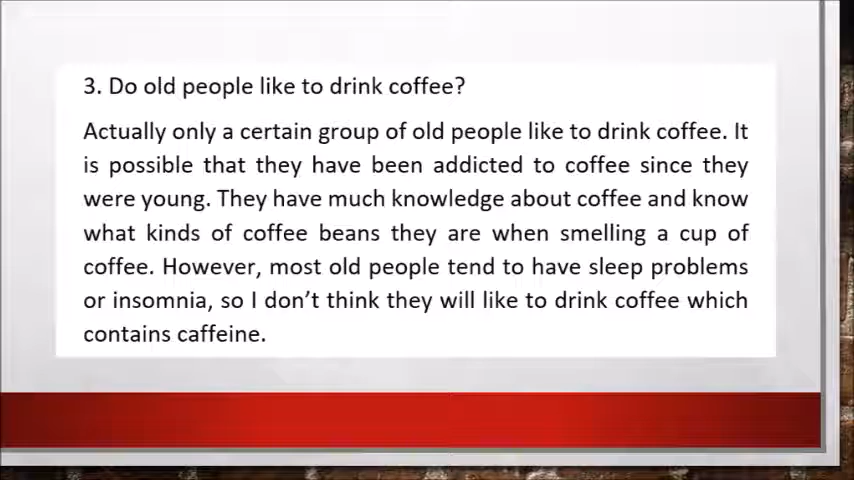 3. Do old people like to drink coffee?
Actually only a certain group of old people like to drink coffee. It
is possible that they have been addicted to coffee since they
were young. They have much knowledge about coffee and know
what kinds of coffee beans they are when smelling a cup of
coffee. However, most old people tend to have sleep problems
or insomnia, so I don’t think they will like to drink coffee which
contains caffeine.